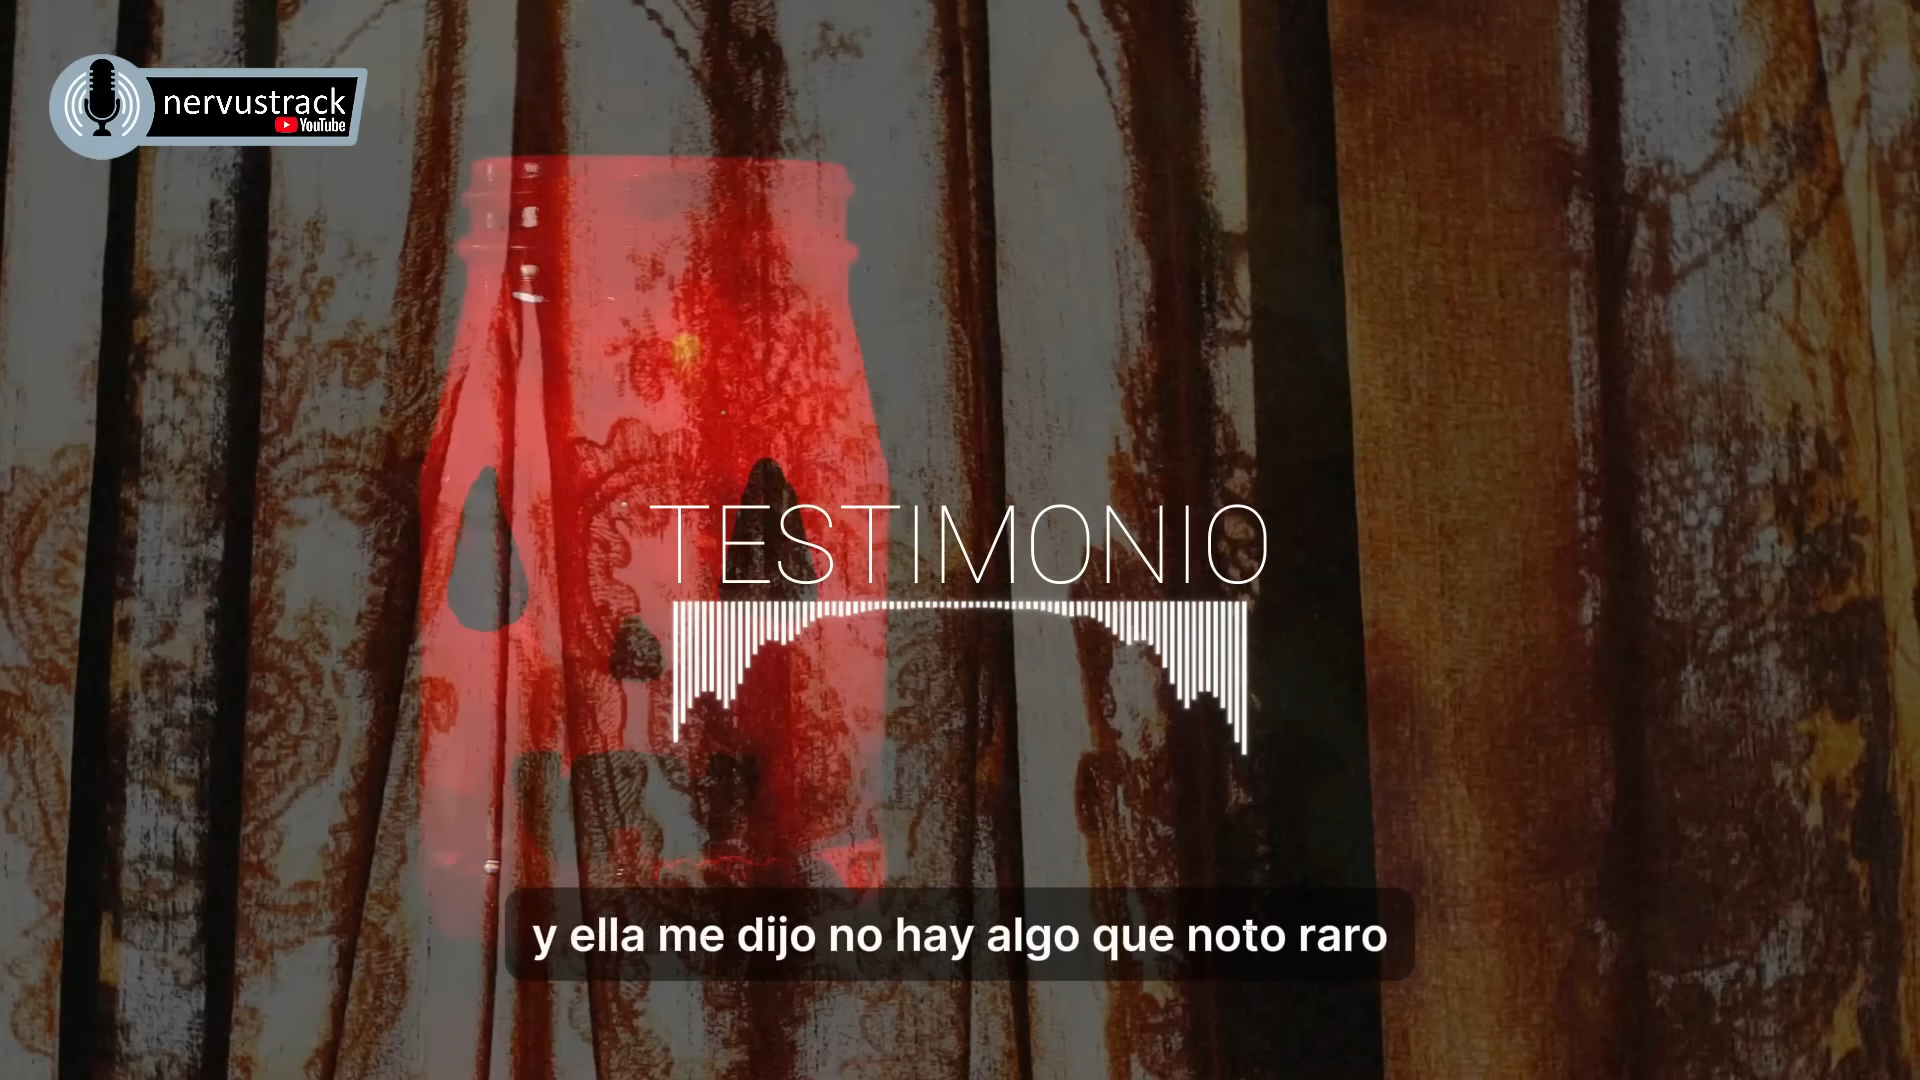 nervustrack
YouTube
TESTIMONIO
y ella me dijo no hay algo que noto raro